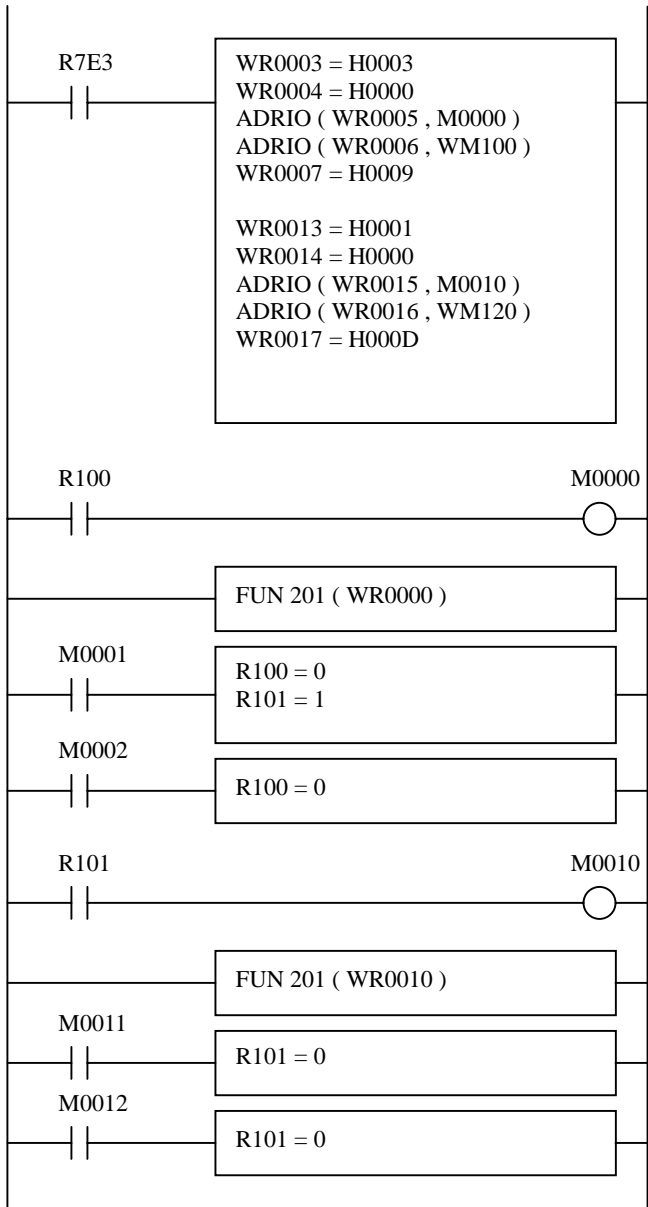 R7E3
WR0003 = H0003
WR0004 = H0000
ADRIO ( WR0005 , M0000 )
ADRIO ( WR0006 , WM100 )
WR0007 = H0009
WR0013 = H0001
WR0014 = H0000
ADRIO ( WR0015 , M0010 )
ADRIO ( WR0016 , WM120 )
WR0017 = H000D
R100 M0000
FUN 201 ( WR0000 )
M0001
R100 = 0
R101 = 1
M0002
R100 = 0
R101 M0010
FUN 201 ( WR0010 )
M0011
R101 = 0
M0012
R101 = 0